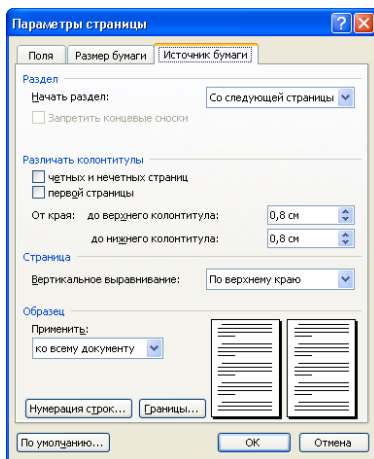 Параметры страницы
Поля Размер бумаги Источник бумаги
Раздел
Начать раздел: Со следующей страницы
Запретить концевые сноски
Различать колонтитулы
четных и нечетных страниц
первой страницы
От края: до верхнего колонтитула: 0,8 см
до нижнего колонтитула: 0,8 см
Страница
Вертикальное выравнивание: По верхнему краю
Образец
Применить:
ко всему документу
Нумерация строк... Границы...
По умолчанию... ОК Отмена